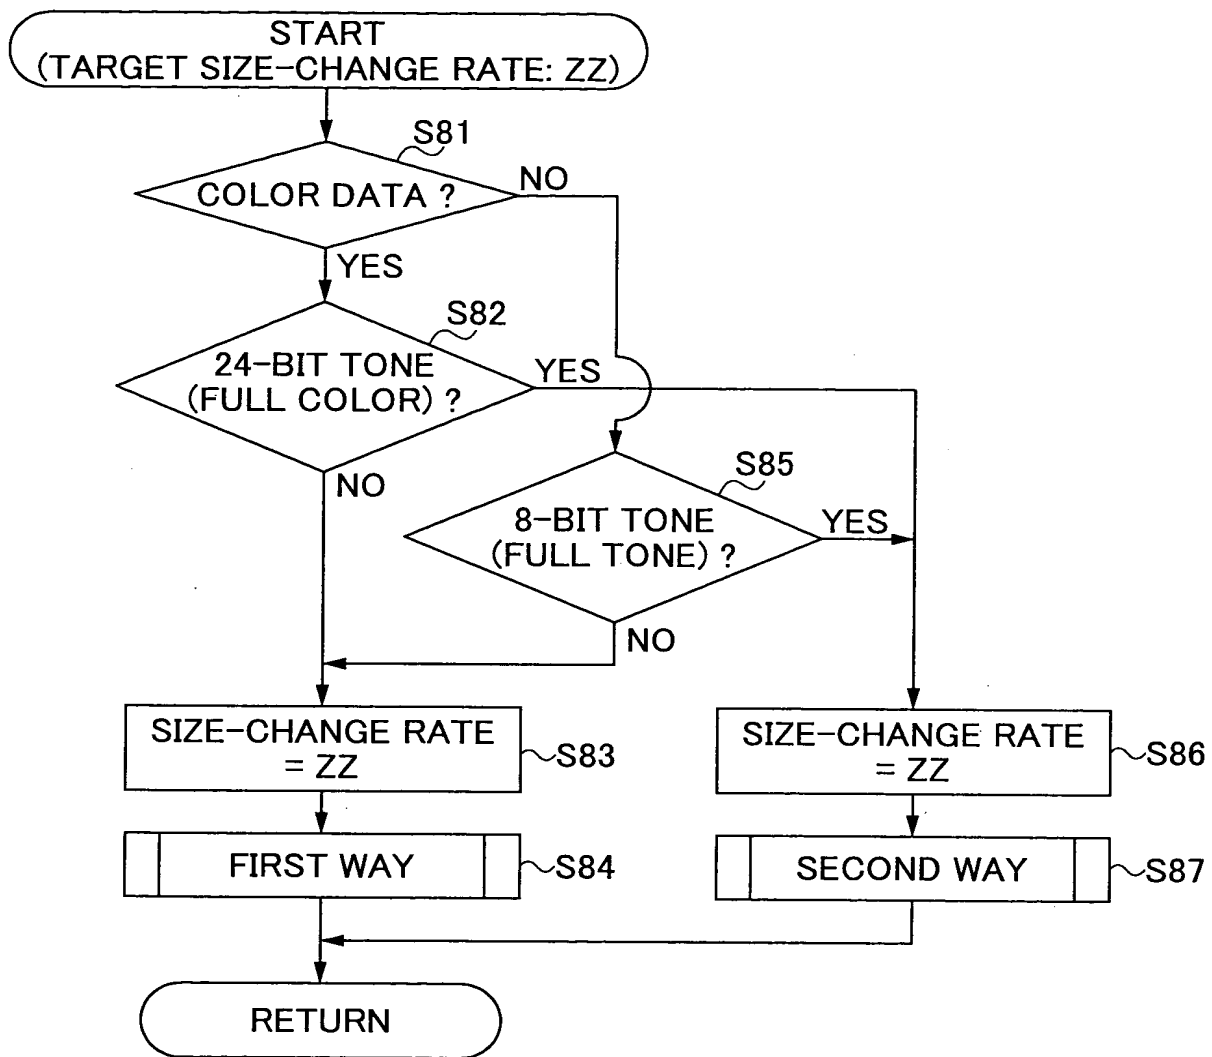 START
(TARGET SIZE-CHANGE RATE: ZZ)
S81
COLOR DATA ?
NO
YES
S82
24-BIT TONE
(FULL COLOR) ?
YES
NO
S85
8-BIT TONE
(FULL TONE) ?
YES
NO
SIZE-CHANGE RATE
= ZZ
S83
SIZE-CHANGE RATE
= ZZ
S86
FIRST WAY
S84
SECOND WAY
S87
RETURN